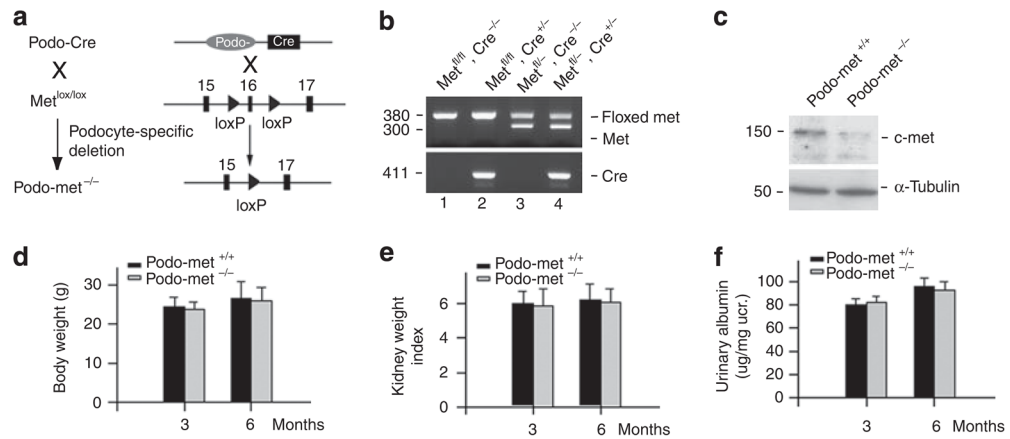 a
Podo-Cre
X
Met lox/lox
Podocyte-specific
deletion
Podo-met −/−
Podo- Cre
X
15 16 17
loxP loxP
15 17
loxP
b
Met fl/fl, Cre −/−
Met fl/fl, Cre +/−
Met fl/−, Cre −/−
Met fl/−, Cre +/−
380 – – Floxed met
300 –
– Met
411 – – Cre
1 2 3 4
c
Podo-met +/+
Podo-met −/−
150 – – c-met
50 – – α-Tubulin
d
Podo-met +/+
Podo-met −/−
Body weight (g)
30
20
10
0
3 6 Months
e
Podo-met +/+
Podo-met −/−
Kidney weight
index
6
4
2
0
3 6 Months
f
Podo-met +/+
Podo-met −/−
Urinary albumin
(ug/mg ucr.)
100
80
60
40
20
0
3 6 Months